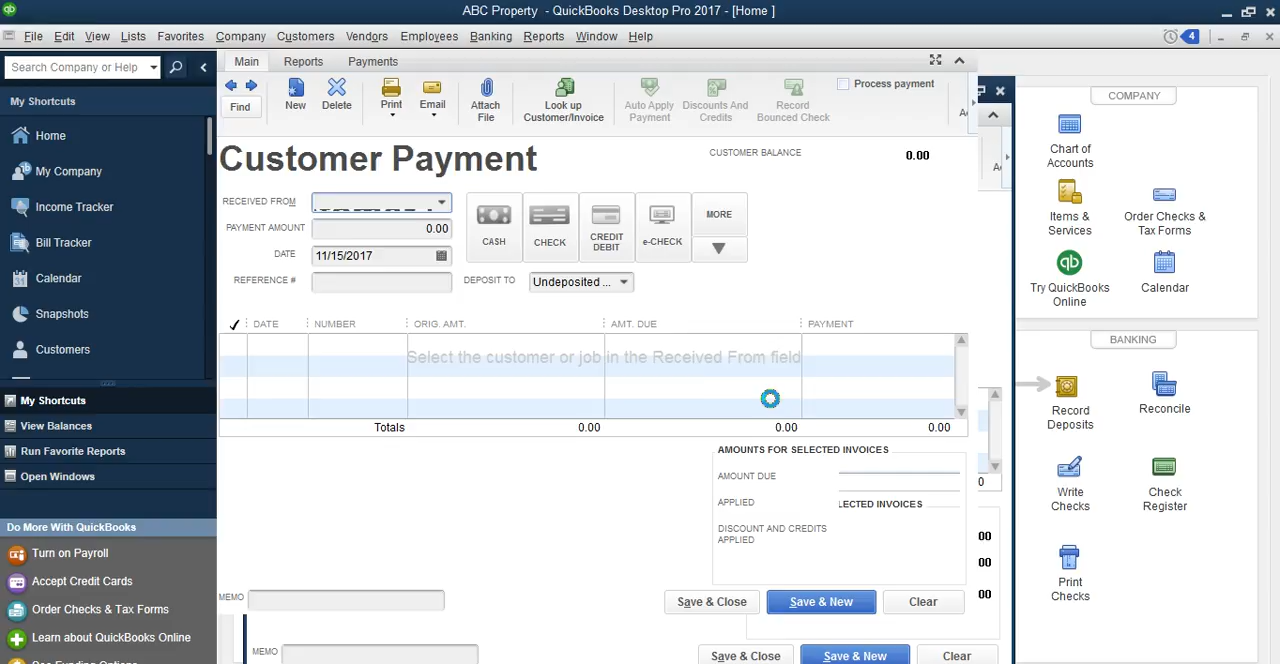 ABC Property - QuickBooks Desktop Pro 2017 - [Home ]
File Edit View Lists Favorites Company Customers Vendors Employees Banking Reports Window Help
4
Search Company or Help
My Shortcuts
Home
My Company
Income Tracker
Bill Tracker
Calendar
Snapshots
Customers
My Shortcuts
View Balances
Run Favorite Reports
Open Windows
Do More With QuickBooks
Turn on Payroll
Accept Credit Cards
Order Checks & Tax Forms
Learn about QuickBooks Online
Main Reports Payments
Find
New
Delete
Print
Email
Attach File
Look up Customer/Invoice
Auto Apply Payment
Discounts And Credits
Record Bounced Check
Process payment
Customer Payment
CUSTOMER BALANCE 0.00
RECEIVED FROM
PAYMENT AMOUNT 0.00
DATE 11/15/2017
REFERENCE #
CASH
CHECK
CREDIT DEBIT
e-CHECK
MORE
DEPOSIT TO Undeposited ...
DATE NUMBER ORIG. AMT. AMT. DUE PAYMENT
Select the customer or job in the Received From field
Totals 0.00 0.00 0.00
AMOUNTS FOR SELECTED INVOICES
AMOUNT DUE
APPLIED
LECTED INVOICES
DISCOUNT AND CREDITS APPLIED
0
00
00
00
MEMO
Save & Close Save & New Clear
MEMO
Save & Close Save & New Clear
COMPANY
Chart of Accounts
Items & Services
Order Checks & Tax Forms
Try QuickBooks Online
Calendar
BANKING
Record Deposits
Reconcile
Write Checks
Check Register
Print Checks